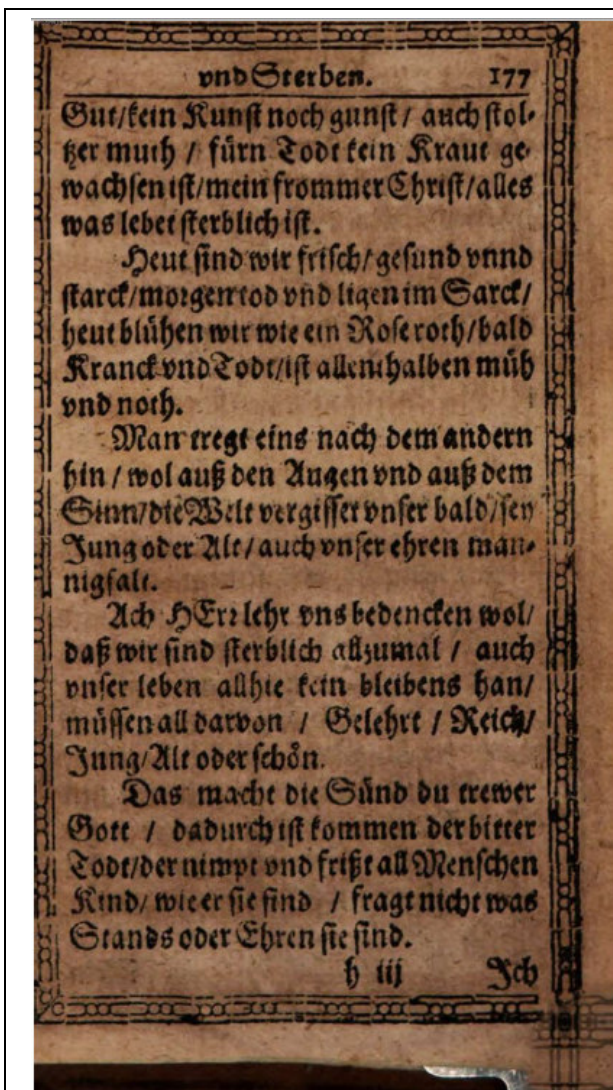 vnd Sterben. 177
Gut/kein Kunst noch gunst / auch stol-
tzer muth / fürn Todt kein Kraut ge-
wachsen ist/mein frommer Christ/alles
was lebet sterblich ist.
Heut sind wir frisch/gesund vnnd
starck/morgen tod vnd ligen im Sarck/
heut blühen wir wie ein Rose roth/bald
Kranck vnd Todt/ist allenthalben müh
vnd noth.
Man tregt eins nach dem andern
hin / wol auß den Augen vnd auß dem
Sinn/die Welt vergisset vnser bald/sey
Jung oder Alt/auch vnser ehren man-
nigfalt.
Ach HErr lehr vns bedencken wol/
daß wir sind sterblich allzumal / auch
vnser leben allhie kein bleibens han/
müssen all darvon / Gelehrt / Reich/
Jung/Alt oder schön.
Das macht die Sünd du trewer
Gott / dadurch ist kommen der bitter
Todt/der nimpt vnd frißt all Menschen
Kind/wie er sie find / fragt nicht was
Stands oder Ehren sie sind.
h iij Ich